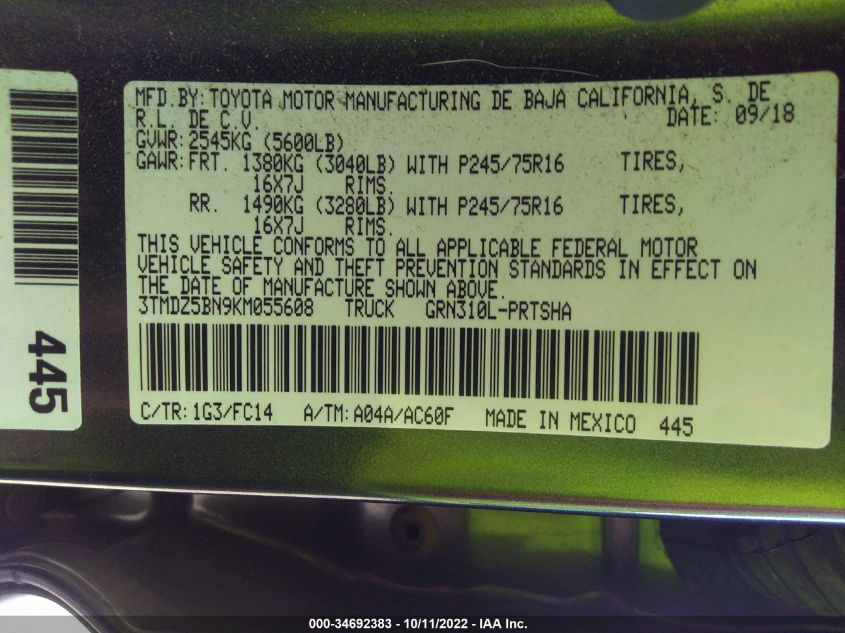 MFD.BY:TOYOTA MOTOR MANUFACTURING DE BAJA CALIFORNIA, S. DE
R.L. DE C.V. DATE: 09/18
GVWR:2545KG (5600LB)
GAWR:FRT. 1380KG (3040LB) WITH P245/75R16 TIRES,
16X7J RIMS.
RR. 1490KG (3280LB) WITH P245/75R16 TIRES,
16X7J RIMS.
THIS VEHICLE CONFORMS TO ALL APPLICABLE FEDERAL MOTOR
VEHICLE SAFETY AND THEFT PREVENTION STANDARDS IN EFFECT ON
THE DATE OF MANUFACTURE SHOWN ABOVE.
3TMDZ5BN9KM055608 TRUCK GRN310L-PRTSHA
C/TR:1G3/FC14 A/TM:A04A/AC60F MADE IN MEXICO 445
445
000-34692383 - 10/11/2022 - IAA Inc.